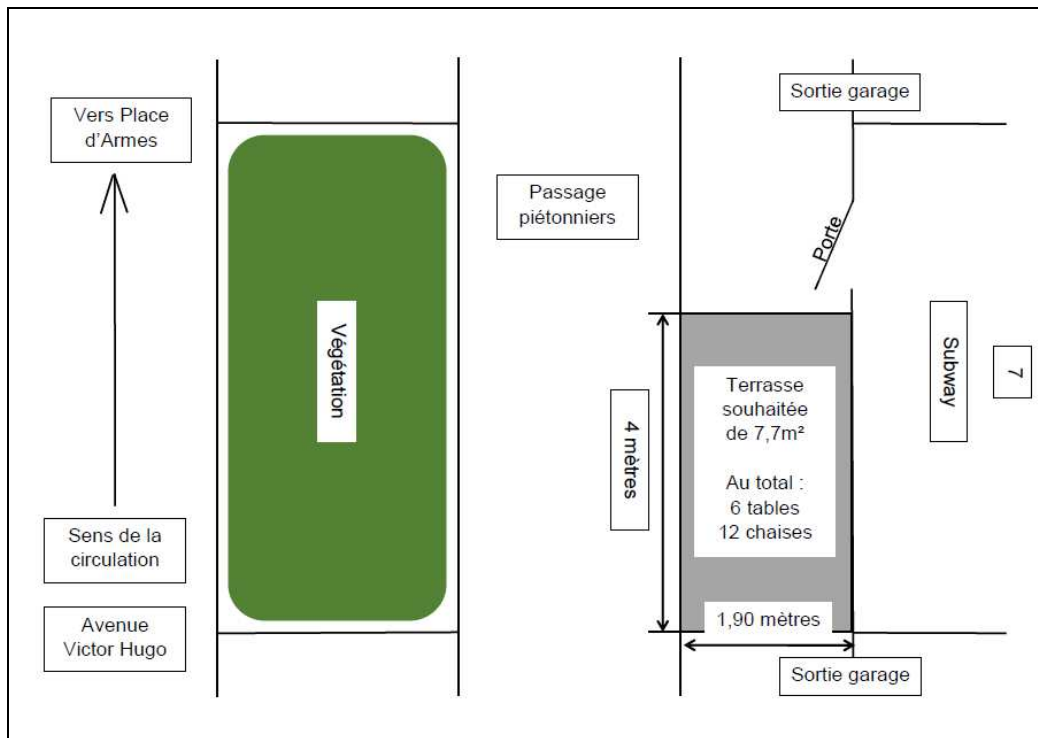 Vers Place
d'Armes
Sens de la
circulation
Avenue
Victor Hugo
Végétation
Passage
piétonniers
Sortie garage
Porte
Subway
7
4 mètres
Terrasse
souhaitée
de 7,7m²
Au total :
6 tables
12 chaises
1,90 mètres
Sortie garage